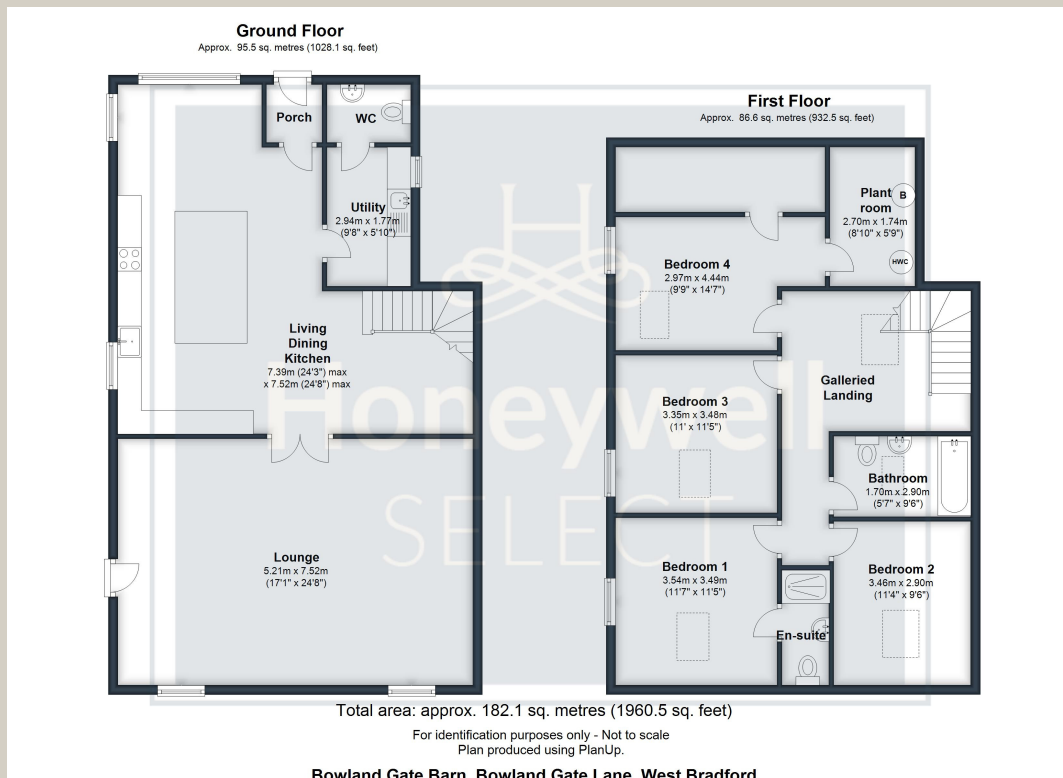 Ground Floor
Approx. 95.5 sq. metres (1028.1 sq. feet)
Porch
WC
Utility
2.94m x 1.77m
(9'8" x 5'10")
Living
Dining
Kitchen
7.39m (24'3") max
x 7.52m (24'8") max
Lounge
5.21m x 7.52m
(17'1" x 24'8")
First Floor
Approx. 86.6 sq. metres (932.5 sq. feet)
Plant
room
2.70m x 1.74m
(8'10" x 5'9")
B
HWC
Bedroom 4
2.97m x 4.44m
(9'9" x 14'7")
Galleried
Landing
Bedroom 3
3.35m x 3.48m
(11' x 11'5")
Bathroom
1.70m x 2.90m
(5'7" x 9'6")
Bedroom 1
3.54m x 3.49m
(11'7" x 11'5")
Bedroom 2
3.46m x 2.90m
(11'4" x 9'6")
En-suite
Honeywell
SELECT
Total area: approx. 182.1 sq. metres (1960.5 sq. feet)
For identification purposes only - Not to scale
Plan produced using PlanUp.
Bowland Gate Barn, Bowland Gate Lane, West Bradford